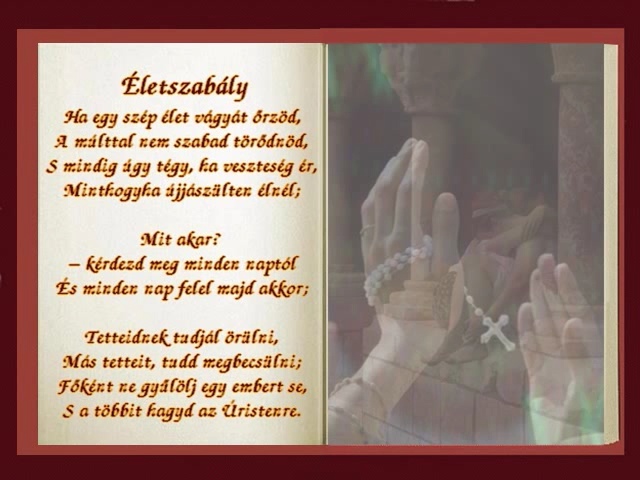 Életszabály
Ha egy szép élet vágyát őrzöd,
A múlttal nem szabad törődnöd,
S mindig úgy tégy, ha veszteség ér,
Minthogyha újjászülten élnél;
Mit akar?
– kérdezd meg minden naptól
És minden nap felel majd akkor;
Tetteidnek tudjál örülni,
Más tetteit, tudd megbecsülni;
Főként ne gyűlölj egy embert se,
S a többit hagyd az Úristenre.